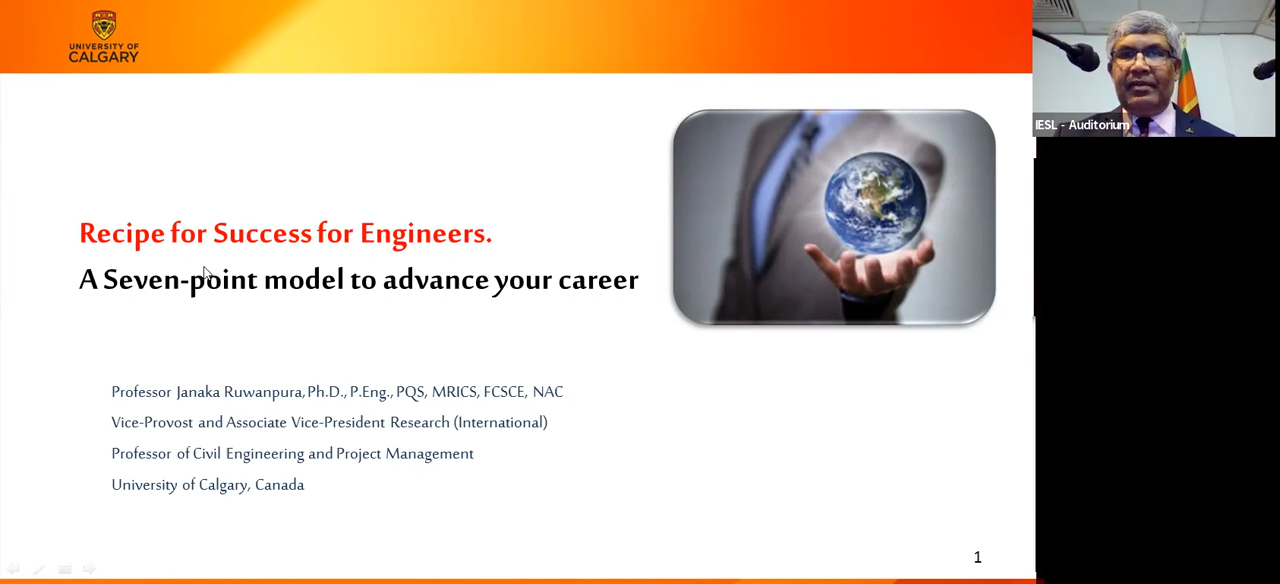 UNIVERSITY OF
CALGARY
IESL - Auditorium
Recipe for Success for Engineers.
A Seven-point model to advance your career
Professor Janaka Ruwanpura, Ph.D., P.Eng., PQS, MRICS, FCSCE, NAC
Vice-Provost and Associate Vice-President Research (International)
Professor of Civil Engineering and Project Management
University of Calgary, Canada
1